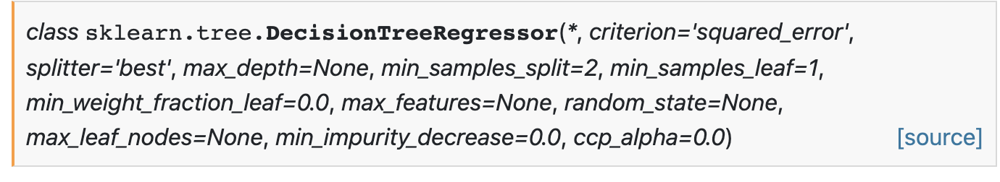 class sklearn.tree.DecisionTreeRegressor(*, criterion='squared_error',
splitter='best', max_depth=None, min_samples_split=2, min_samples_leaf=1,
min_weight_fraction_leaf=0.0, max_features=None, random_state=None,
max_leaf_nodes=None, min_impurity_decrease=0.0, ccp_alpha=0.0) [source]